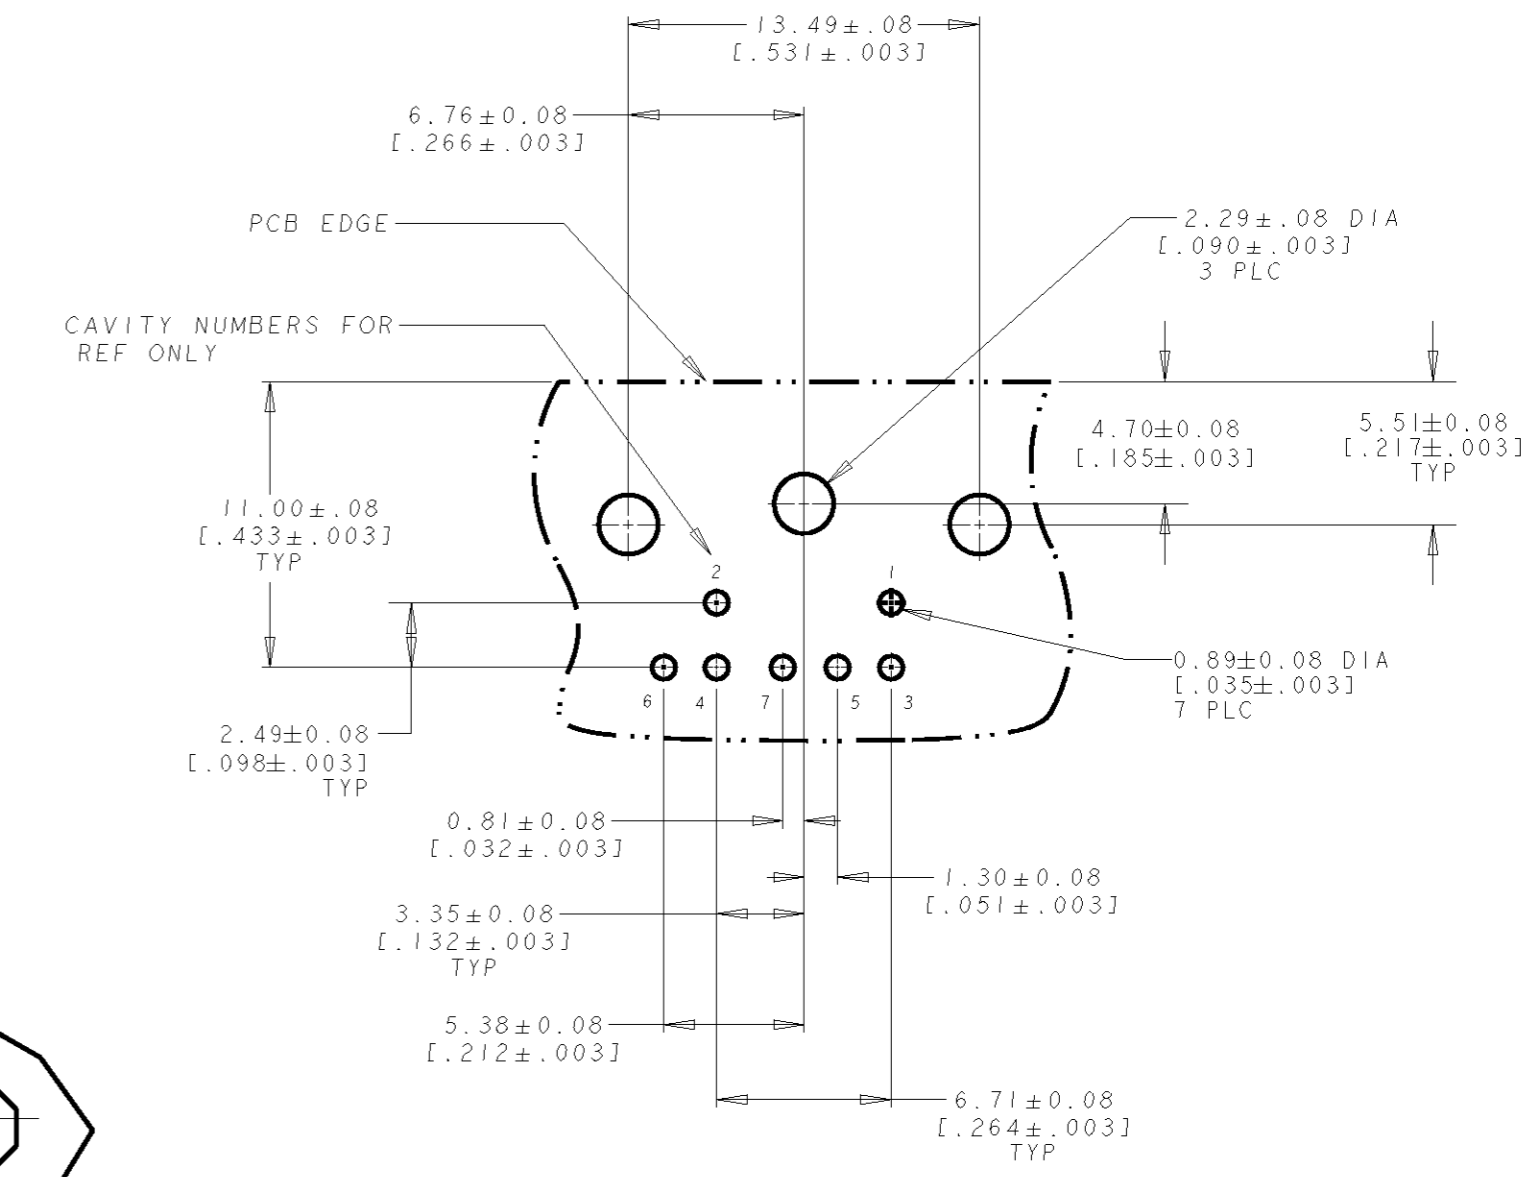 13.49±.08
[.531±.003]
6.76±0.08
[.266±.003]
PCB EDGE
2.29±.08 DIA
[.090±.003]
3 PLC
CAVITY NUMBERS FOR
REF ONLY
4.70±0.08
[.185±.003]
5.51±0.08
[.217±.003]
TYP
11.00±.08
[.433±.003]
TYP
2
1
0.89±0.08 DIA
[.035±.003]
7 PLC
6
4
7
5
3
2.49±0.08
[.098±.003]
TYP
0.81±0.08
[.032±.003]
1.30±0.08
[.051±.003]
3.35±0.08
[.132±.003]
TYP
5.38±0.08
[.212±.003]
6.71±0.08
[.264±.003]
TYP